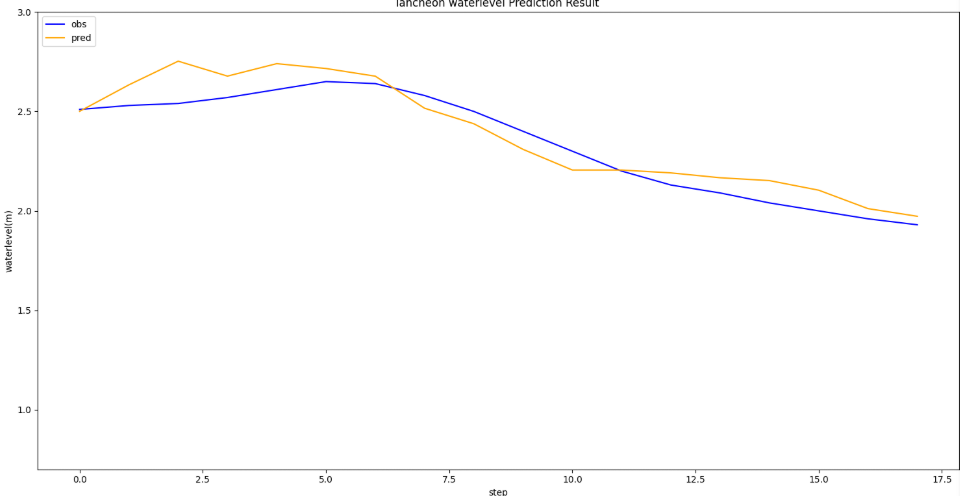 Tancheon Waterlevel Prediction Result
3.0
obs
pred
2.5
2.0
1.5
1.0
waterlevel(m)
0.0 2.5 5.0 7.5 10.0 12.5 15.0 17.5
step